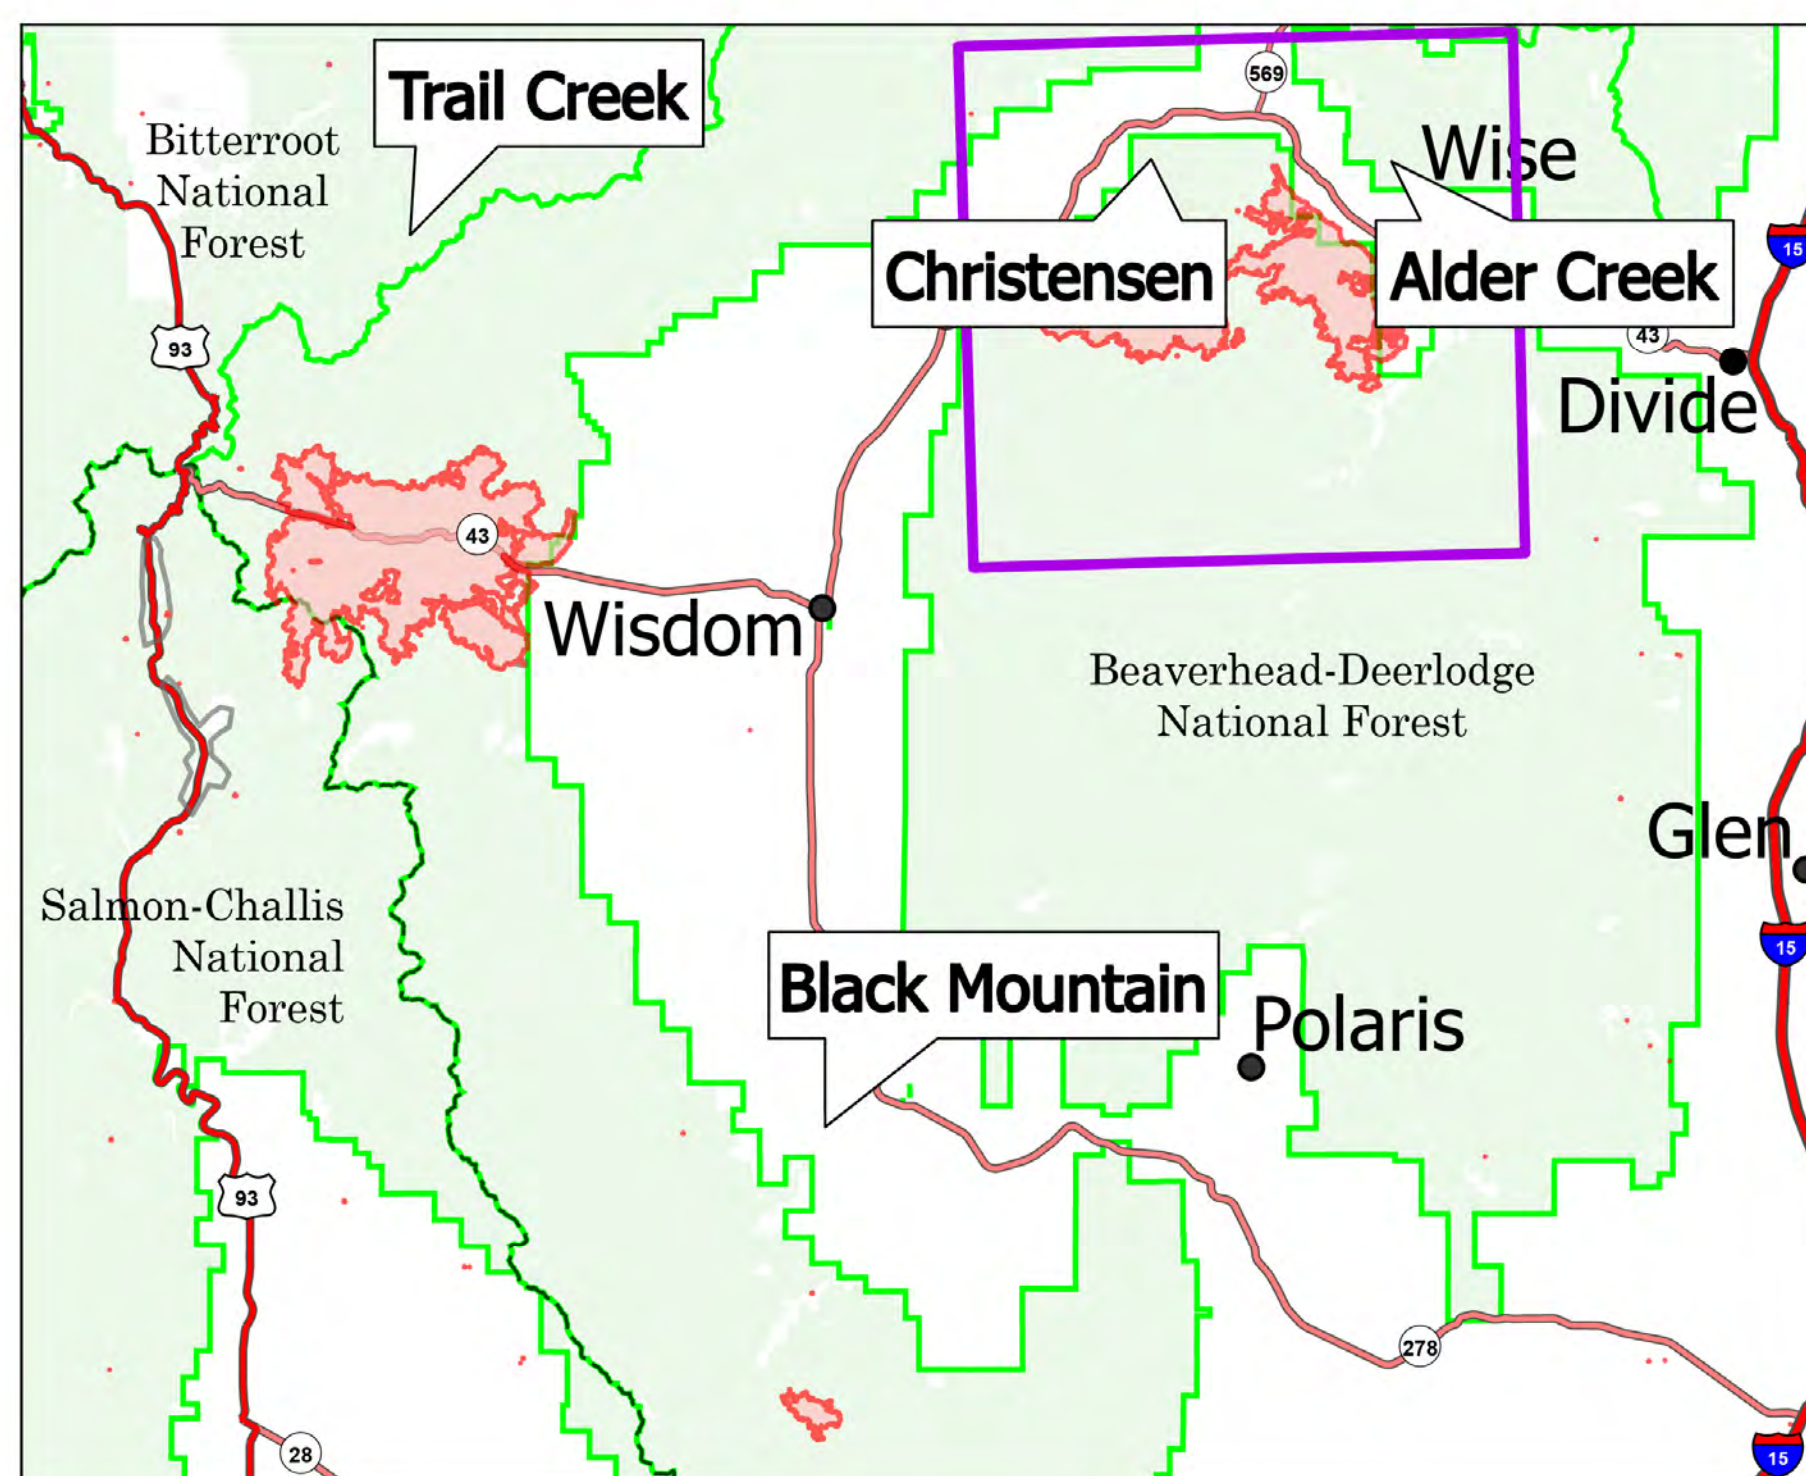 Trail Creek
569
Bitterroot
National
Forest
Wise
15
Christensen
Alder Creek
93
43
Divide
43
Wisdom
Beaverhead-Deerlodge
National Forest
Glen
Salmon-Challis
National
Forest
15
Black Mountain
Polaris
93
278
28
15